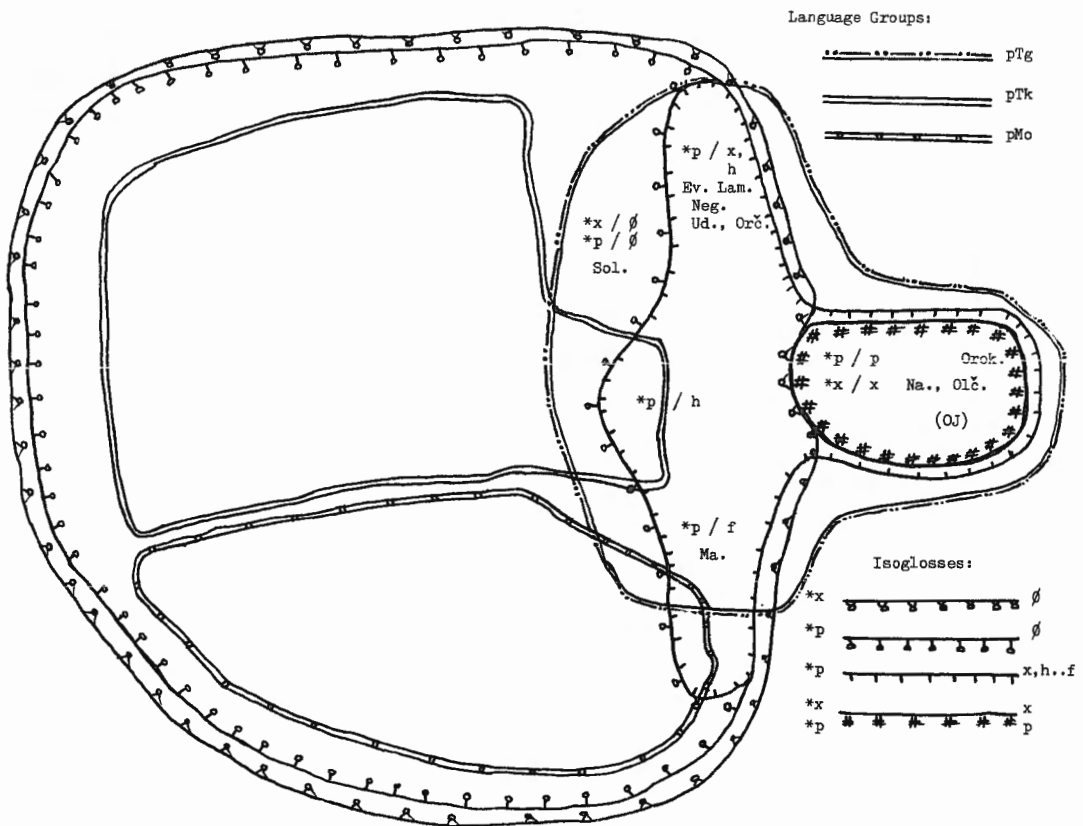 Language Groups:
pTg
pTk
pMo
*p / x,
h
Ev. Lam.
Neg.
Ud., Orč.
*x / ∅
*p / ∅
Sol.
*p / p Orok.
*x / x Na., Olč.
(OJ)
*p / h
*p / f
Ma.
Isoglosses:
*x ∅
*p ∅
*p x,h..f
*x x
*p p